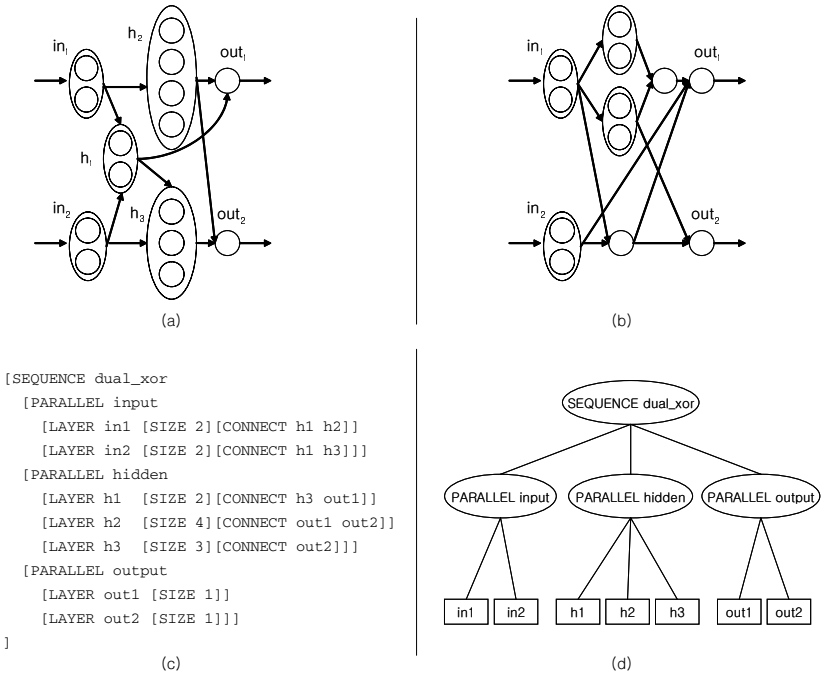 in1
h2
out1
h1
in2
h3
out2
(a)
in1
out1
in2
out2
(b)
[SEQUENCE dual_xor
[PARALLEL input
[LAYER in1 [SIZE 2][CONNECT h1 h2]]
[LAYER in2 [SIZE 2][CONNECT h1 h3]]]
[PARALLEL hidden
[LAYER h1 [SIZE 2][CONNECT h3 out1]]
[LAYER h2 [SIZE 4][CONNECT out1 out2]]
[LAYER h3 [SIZE 3][CONNECT out2]]]
[PARALLEL output
[LAYER out1 [SIZE 1]]
[LAYER out2 [SIZE 1]]]
]
(c)
SEQUENCE dual_xor
PARALLEL input PARALLEL hidden PARALLEL output
in1 in2 h1 h2 h3 out1 out2
(d)